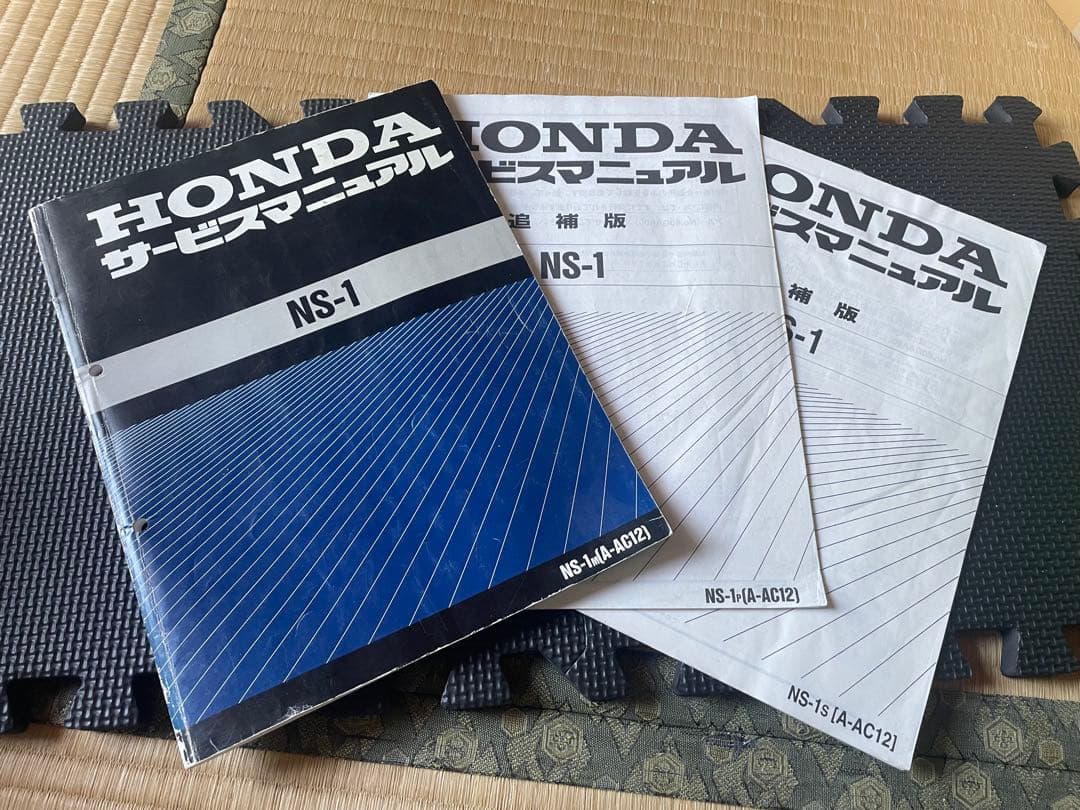 HONDA
サービスマニュアル
NS-1
NS-1M(A-AC12)
HONDA
ービスマニュアル
追補版
NS-1
NS-1P(A-AC12)
ONDA
ビスマニュアル
補版
S-1
NS-1S[A-AC12]